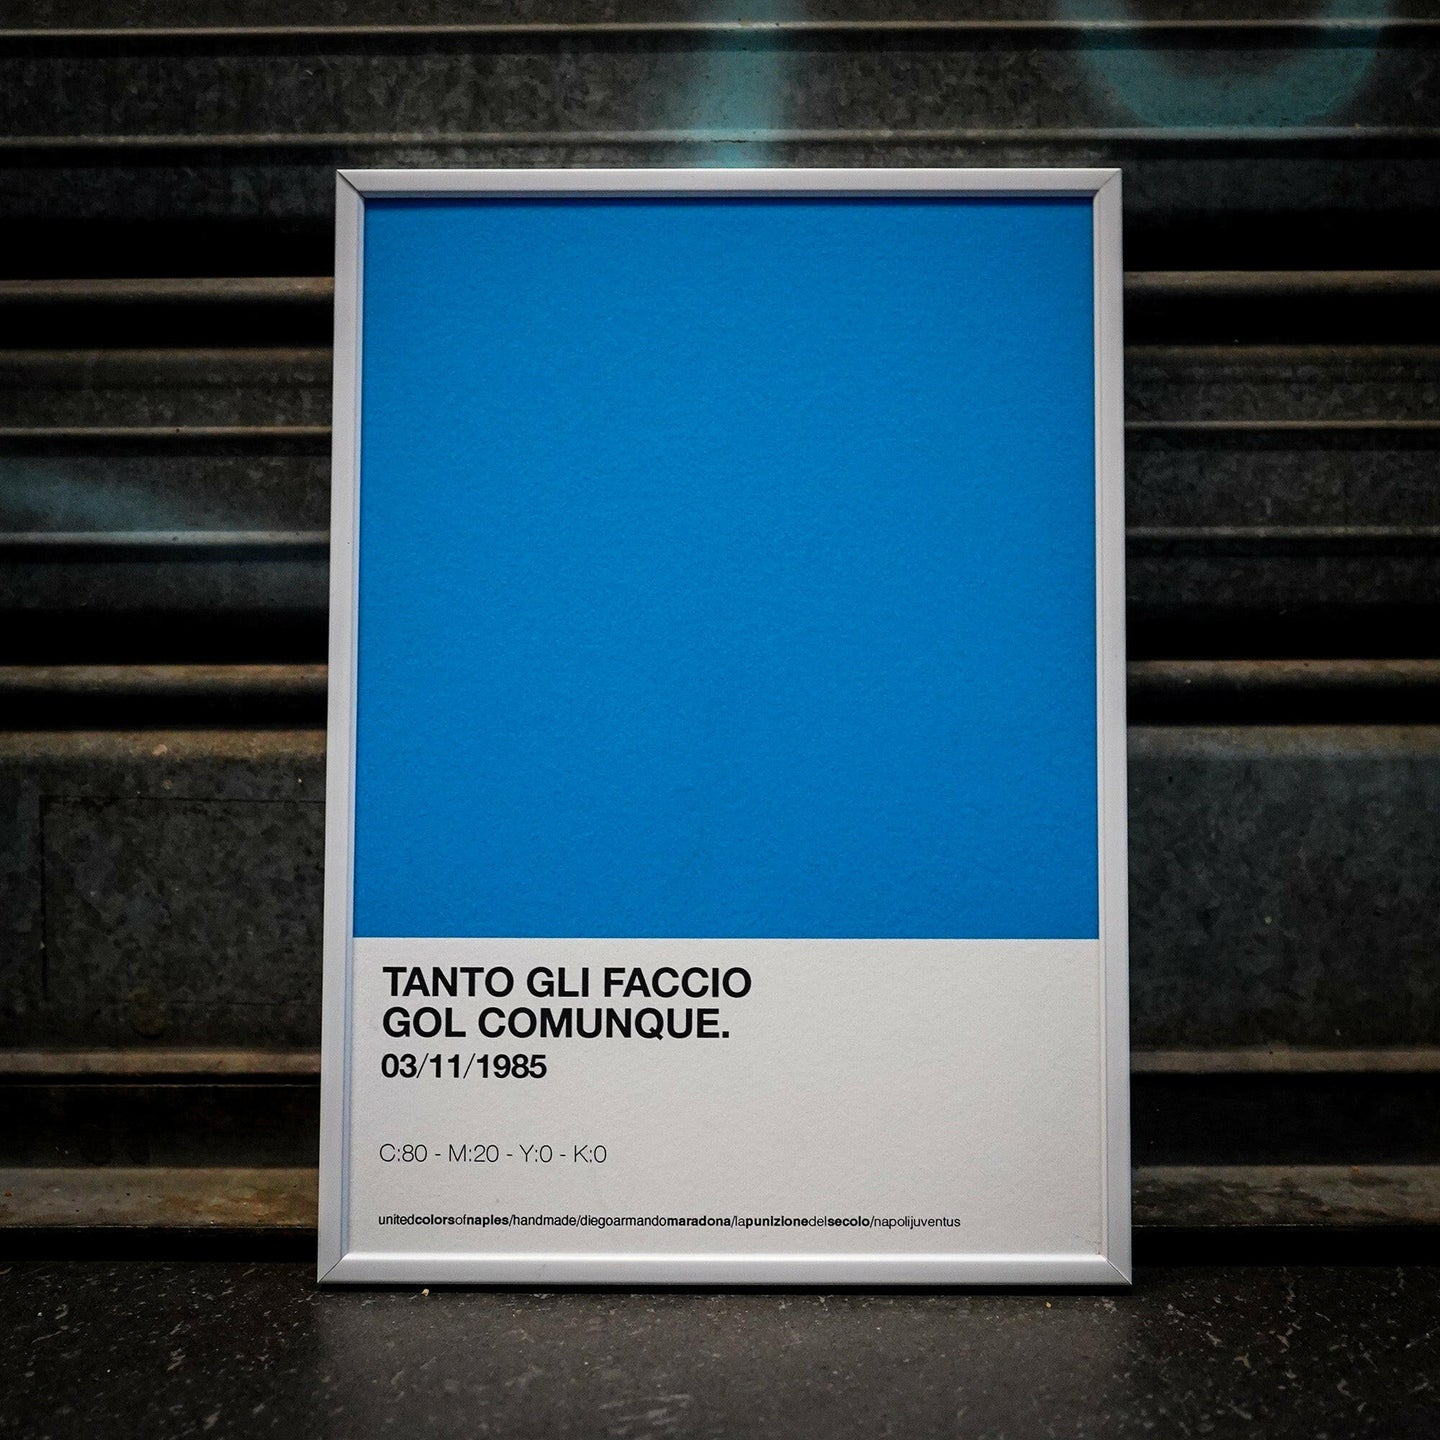 TANTO GLI FACCIO
GOL COMUNQUE.
03/11/1985
C:80 - M:20 - Y:0 - K:0
unitedcolorsofnaples/handmade/diegoarmandomaradona/lapunizionedelsecolo/napolijuventus